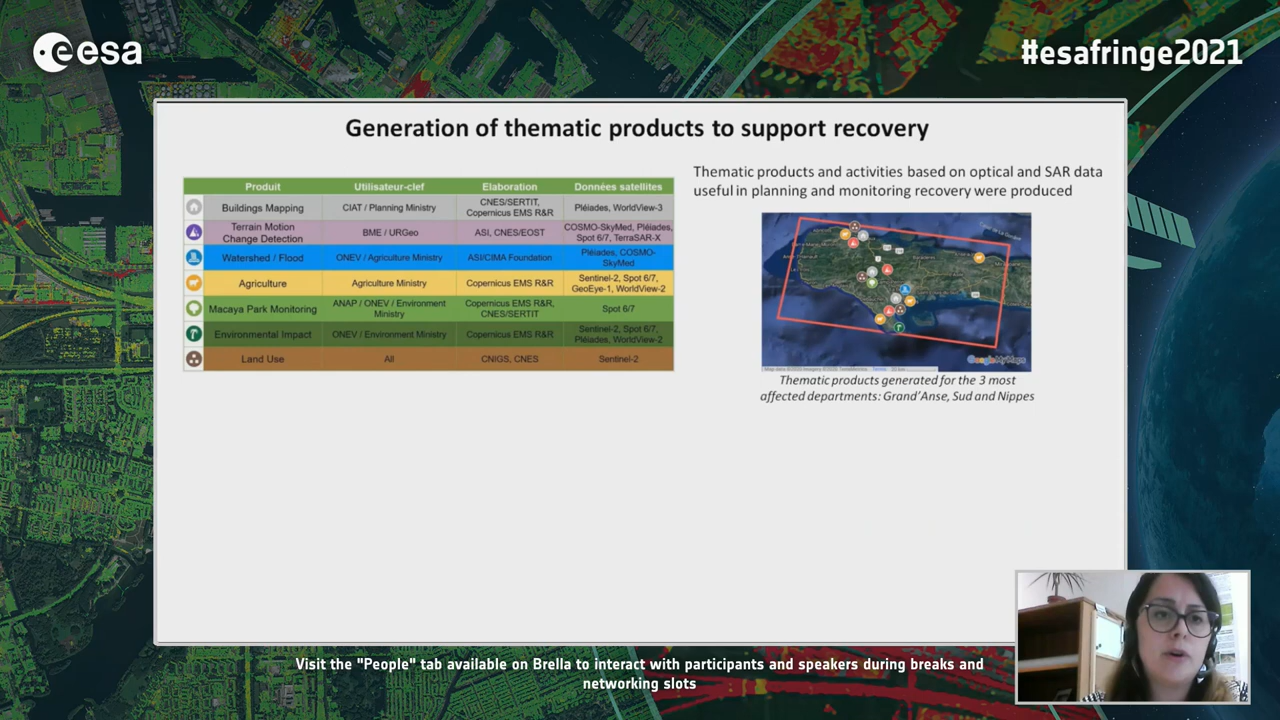 esa
#esafringe2021
Generation of thematic products to support recovery
Produit Utilisateur-clef Elaboration Données satellites
Buildings Mapping CIAT / Planning Ministry CNES/SERTIT, Copernicus EMS R&R Pléiades, WorldView-3
Terrain Motion Change Detection BME / URGeo ASI, CNES/EOST COSMO-SkyMed, Pléiades, Spot 6/7, TerraSAR-X
Watershed / Flood ONEV / Agriculture Ministry ASI/CIMA Foundation Pléiades, COSMO-SkyMed
Agriculture Agriculture Ministry Copernicus EMS R&R Sentinel-2, Spot 6/7, GeoEye-1, WorldView-2
Macaya Park Monitoring ANAP / ONEV / Environment Ministry Copernicus EMS R&R, CNES/SERTIT Spot 6/7
Environmental Impact ONEV / Environment Ministry Copernicus EMS R&R Sentinel-2, Spot 6/7, Pléiades, WorldView-2
Land Use All CNIGS, CNES Sentinel-2
Thematic products and activities based on optical and SAR data
useful in planning and monitoring recovery were produced
Google My Maps
Thematic products generated for the 3 most
affected departments: Grand'Anse, Sud and Nippes
Visit the "People" tab available on Brella to interact with participants and speakers during breaks and
networking slots